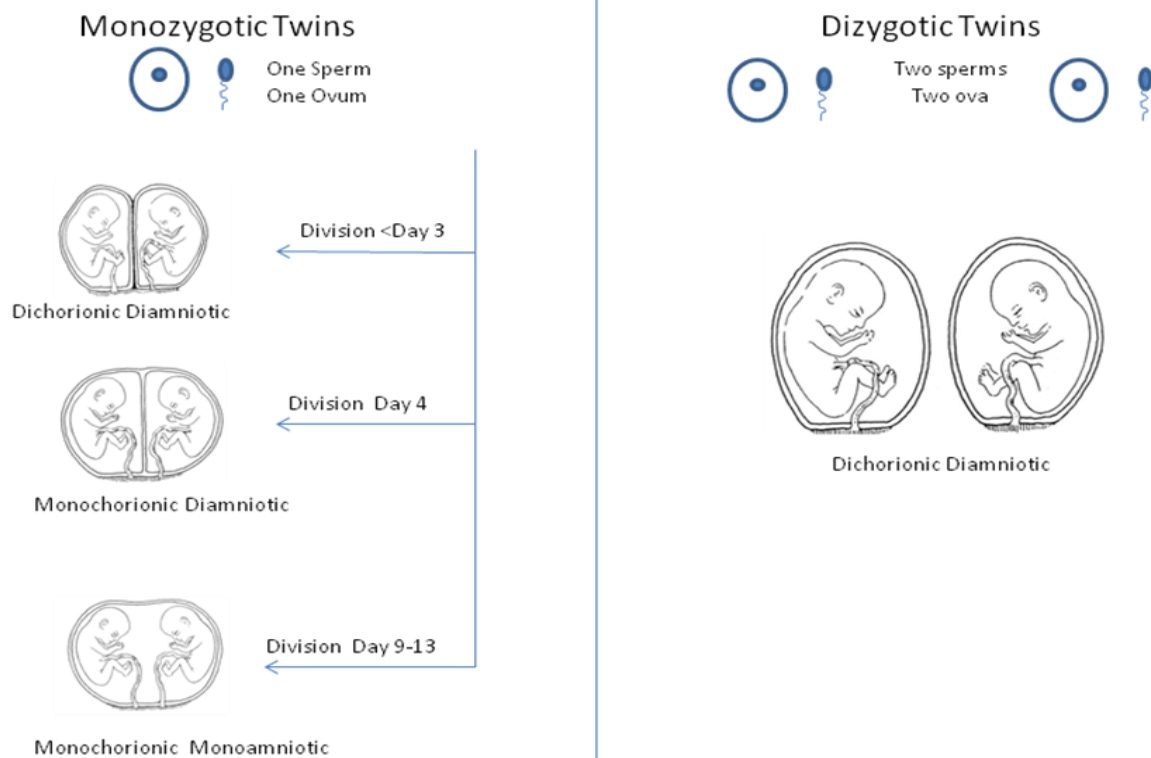 Monozygotic Twins
One Sperm
One Ovum
Division <Day 3
Dichorionic Diamniotic
Division Day 4
Monochorionic Diamniotic
Division Day 9-13
Monochorionic Monoamniotic
Dizygotic Twins
Two sperms
Two ova
Dichorionic Diamniotic